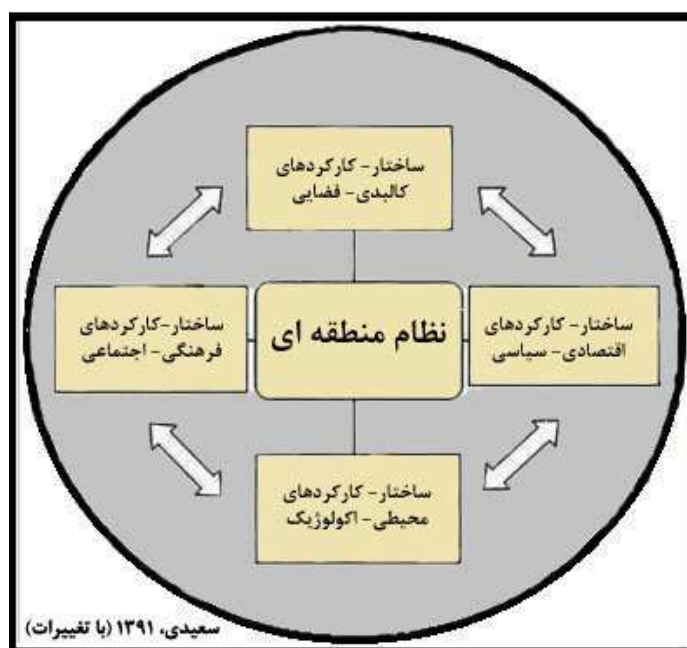 ساختار- کارکردهای
کالبدی- فضایی
ساختار- کارکردهای
اقتصادی- سیاسی
نظام منطقه ای
ساختار-کارکردهای
فرهنگی- اجتماعی
ساختار- کارکردهای
محیطی- اکولوژیک
سعیدی، ۱۳۹۱ (با تغییرات)